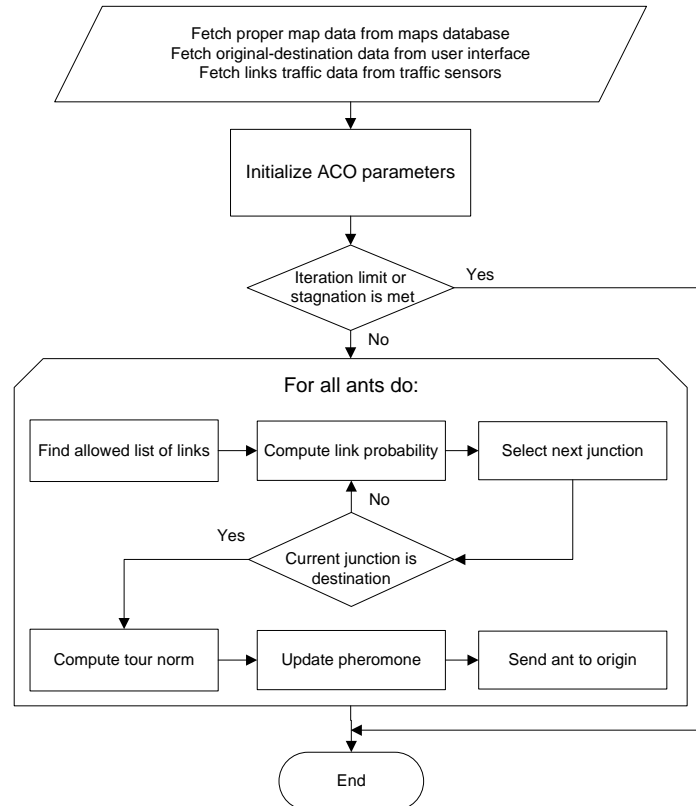 Fetch proper map data from maps database
Fetch original-destination data from user interface
Fetch links traffic data from traffic sensors
Initialize ACO parameters
Iteration limit or
stagnation is met
Yes
No
For all ants do:
Find allowed list of links
Compute link probability
Select next junction
No
Yes
Current junction is
destination
Compute tour norm
Update pheromone
Send ant to origin
End